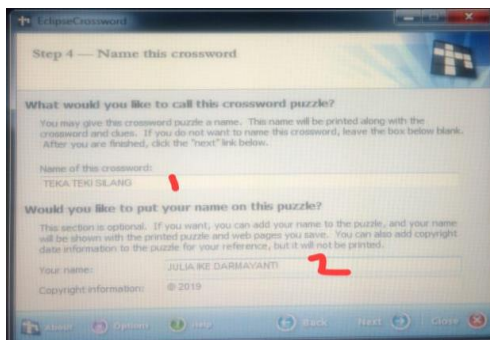 EclipseCrossword
Step 4 — Name this crossword
What would you like to call this crossword puzzle?
You may give this crossword puzzle a name. This name will be printed along with the
crossword and clues. If you do not want to name this crossword, leave the box below blank.
After you are finished, click the "next" link below.
Name of this crossword:
TEKA TEKI SILANG
1
Would you like to put your name on this puzzle?
This section is optional. If you want, you can add your name to the puzzle, and your name
will be shown with the printed puzzle and web pages you save. You can also add copyright
date information to the puzzle for your reference, but it will not be printed.
Your name: JULIA IKE DARMAYANTI 2
Copyright information: @ 2019
About Options Help Back Next Close